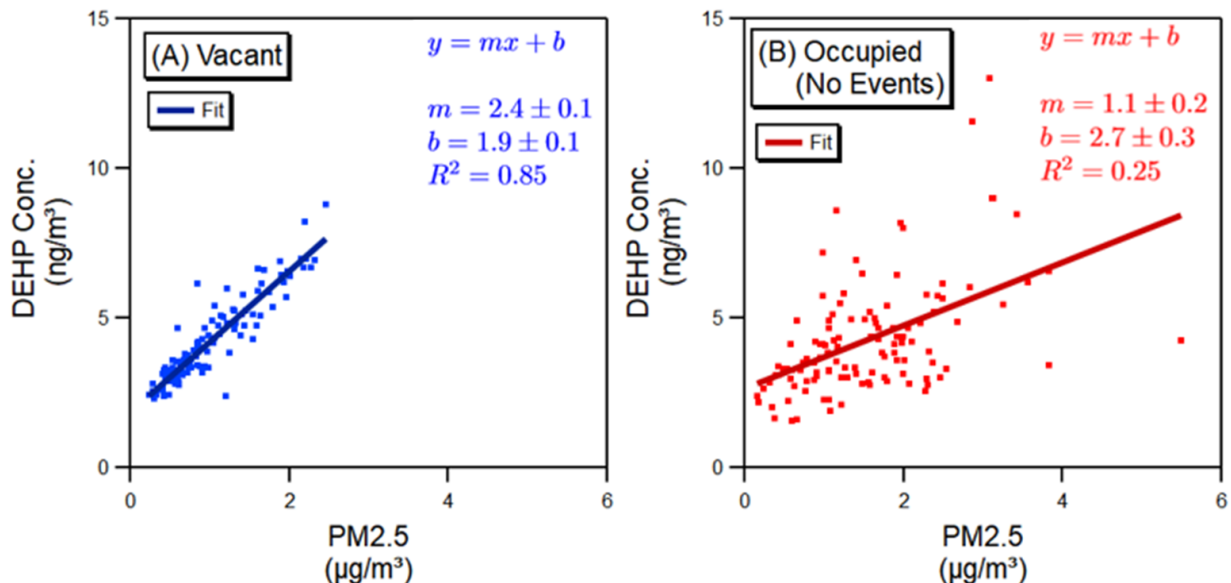 15
10
5
0
0
2
4
6
DEHP Conc.
(ng/m³)
PM2.5
(µg/m³)
(A) Vacant
Fit
y = mx + b
m = 2.4 ± 0.1
b = 1.9 ± 0.1
R² = 0.85
15
10
5
0
0
2
4
6
DEHP Conc.
(ng/m³)
PM2.5
(µg/m³)
(B) Occupied
(No Events)
Fit
y = mx + b
m = 1.1 ± 0.2
b = 2.7 ± 0.3
R² = 0.25